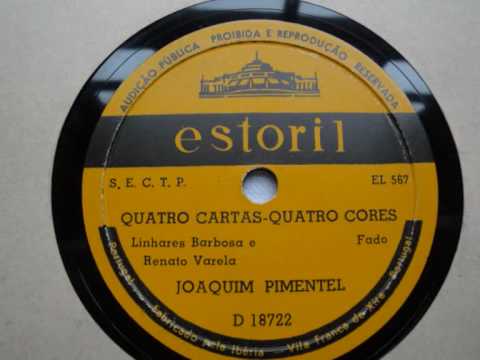 AUDIÇÃO PÚBLICA PROIBIDA E REPRODUÇÃO RESERVADA
estoril
S. E. C. T. P. EL 567
QUATRO CARTAS-QUATRO CORES
Linhares Barbosa e Fado
Renato Varela
JOAQUIM PIMENTEL
D 18722
Portugal - Fabricado pela Ibéria - Vila Franca de Xira - Portugal